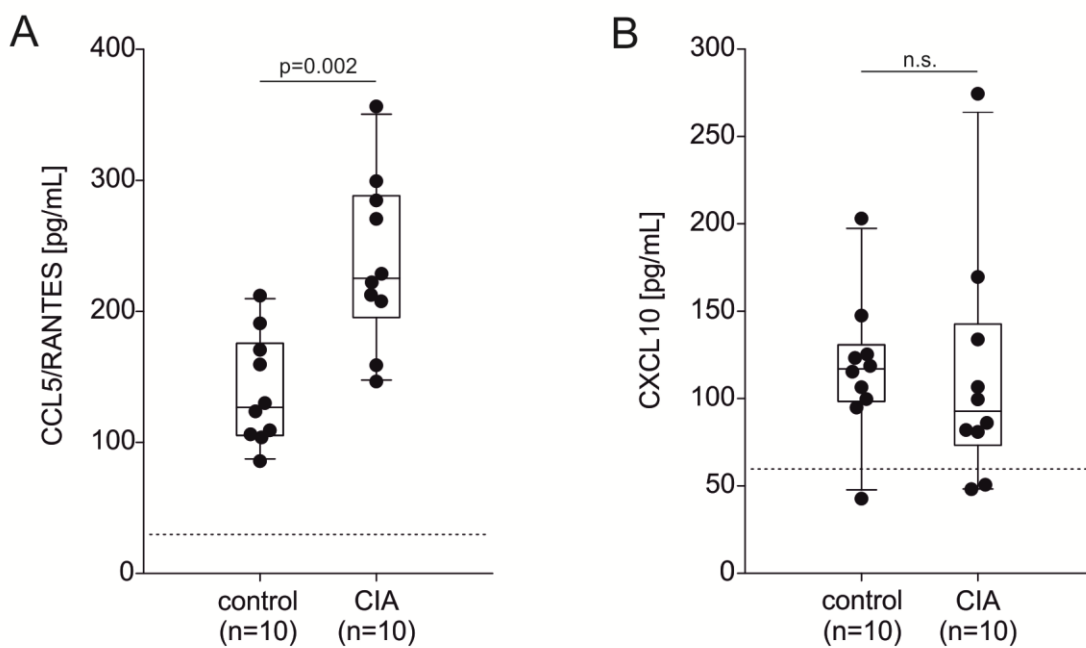 A
CCL5/RANTES [pg/mL]
400
300
200
100
0
p=0.002
control
(n=10)
CIA
(n=10)
B
CXCL10 [pg/mL]
300
250
200
150
100
50
0
n.s.
control
(n=10)
CIA
(n=10)